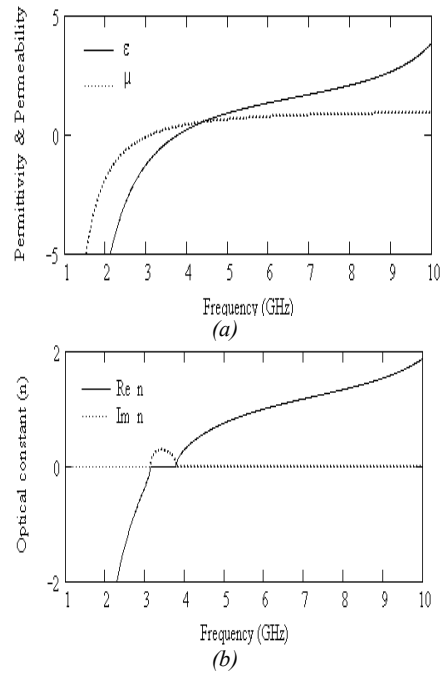 5
ε
μ
0
-5
1 2 3 4 5 6 7 8 9 10
Permittivity & Permeability
Frequency (GHz)
(a)
2
Re n
Im n
0
-2
1 2 3 4 5 6 7 8 9 10
Optical constant (n)
Frequency (GHz)
(b)